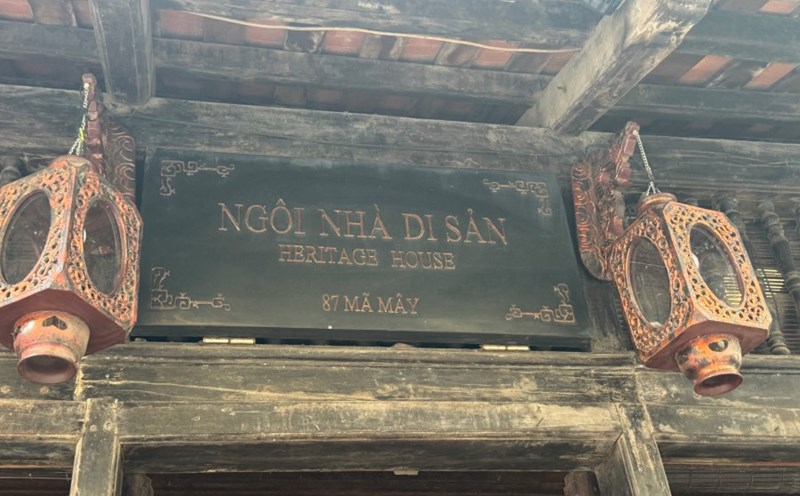 NGÔI NHÀ DI SẢN
HERITAGE HOUSE
87 MÃ MÂY